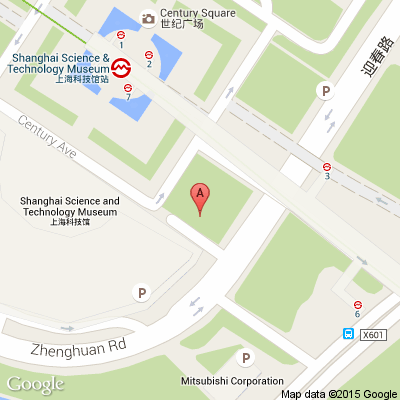 Century Square
世纪广场
1
2
Shanghai Science &
Technology Museum
上海科技馆站
7
迎春路
P
Century Ave
3
A
Shanghai Science and
Technology Museum
上海科技馆
P
6
X601
Zhenghuan Rd
P
Mitsubishi Corporation
Google
Map data ©2015 Google